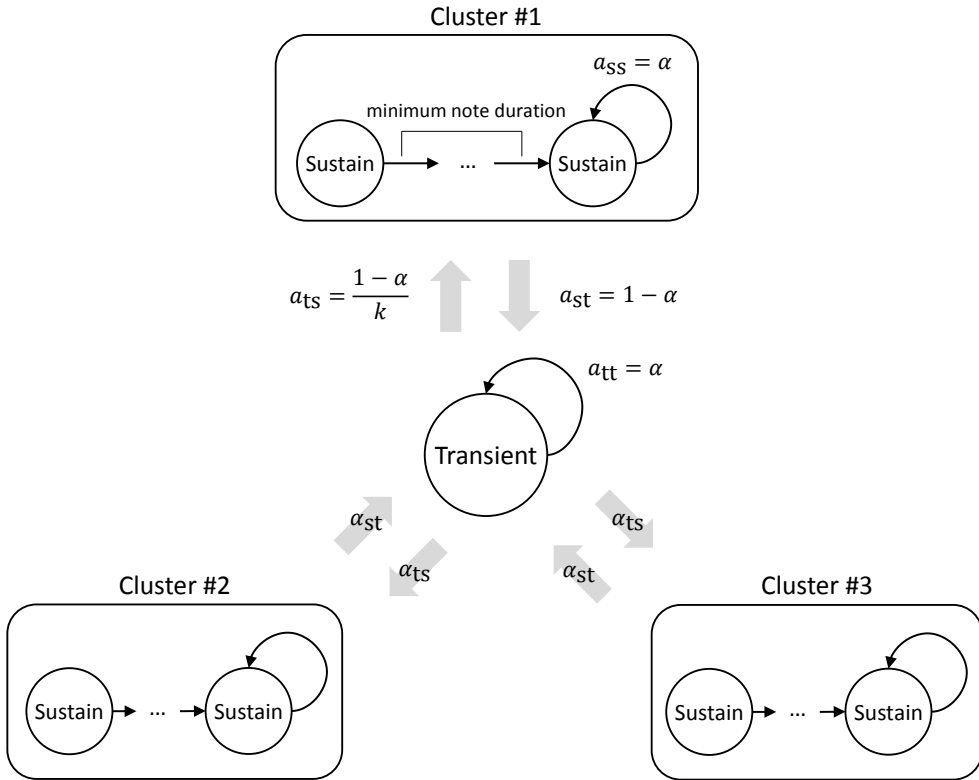 Cluster #1
a_ss = α
minimum note duration
Sustain
...
Sustain
a_ts = (1 − α)/k
a_st = 1 − α
a_tt = α
Transient
α_st
α_ts
α_ts
α_st
Cluster #2
Sustain
...
Sustain
Cluster #3
Sustain
...
Sustain